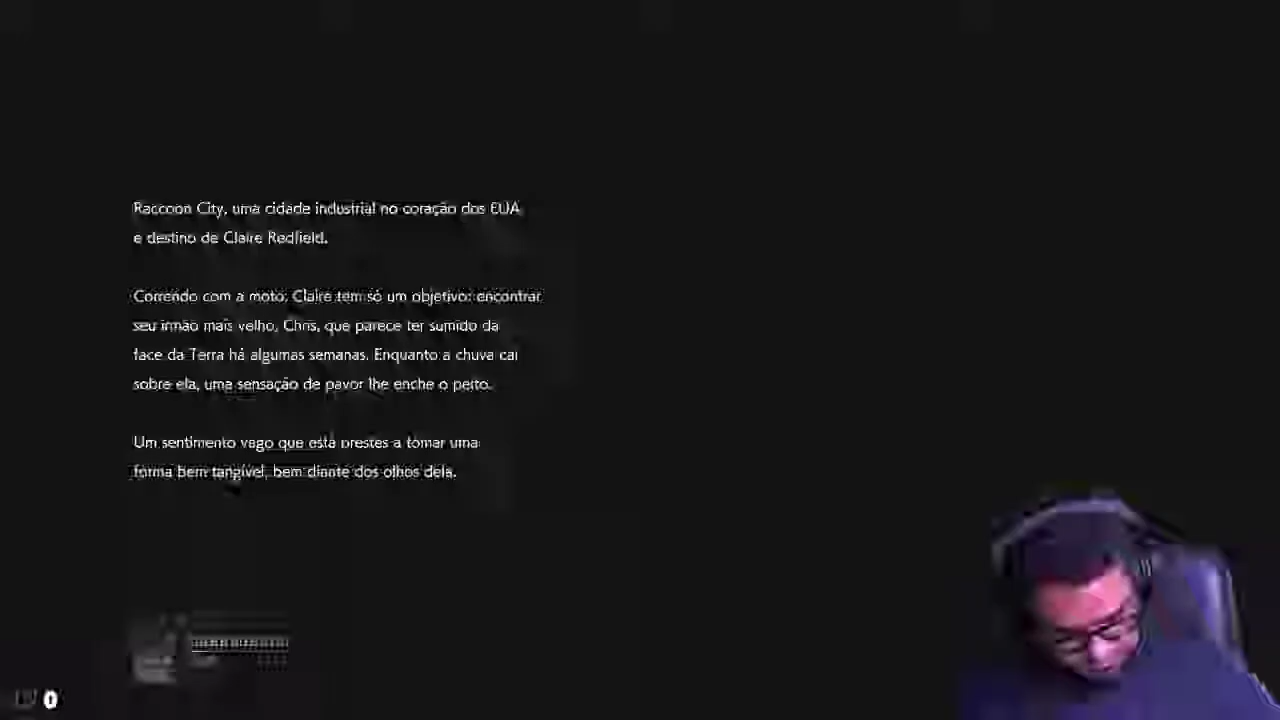 Raccoon City, uma cidade industrial no coração dos EUA
e destino de Claire Redfield.
Correndo com a moto, Claire tem só um objetivo: encontrar
seu irmão mais velho, Chris, que parece ter sumido da
face da Terra há algumas semanas. Enquanto a chuva cai
sobre ela, uma sensação de pavor lhe enche o peito.
Um sentimento vago que está prestes a tomar uma
forma bem tangível, bem diante dos olhos dela.
0